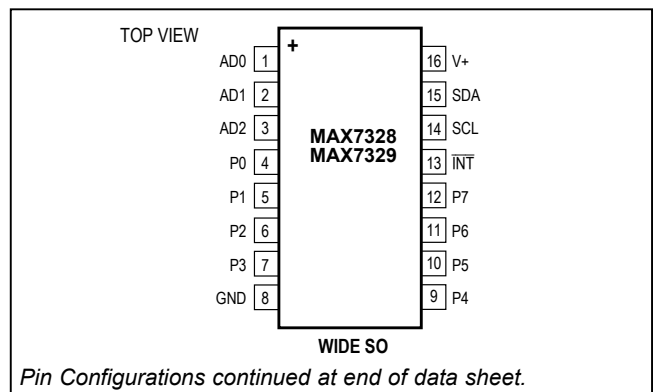 TOP VIEW
+
AD0 1
AD1 2
AD2 3
P0 4
P1 5
P2 6
P3 7
GND 8
MAX7328
MAX7329
16 V+
15 SDA
14 SCL
13 INT
12 P7
11 P6
10 P5
9 P4
WIDE SO
Pin Configurations continued at end of data sheet.